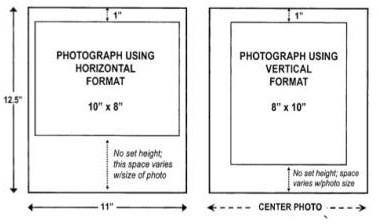 1"
PHOTOGRAPH USING
HORIZONTAL
FORMAT
10" x 8"
12.5"
No set height;
this space varies
w/size of photo
11"
1"
PHOTOGRAPH USING
VERTICAL
FORMAT
8" x 10"
No set height; space
varies w/photo size
CENTER PHOTO